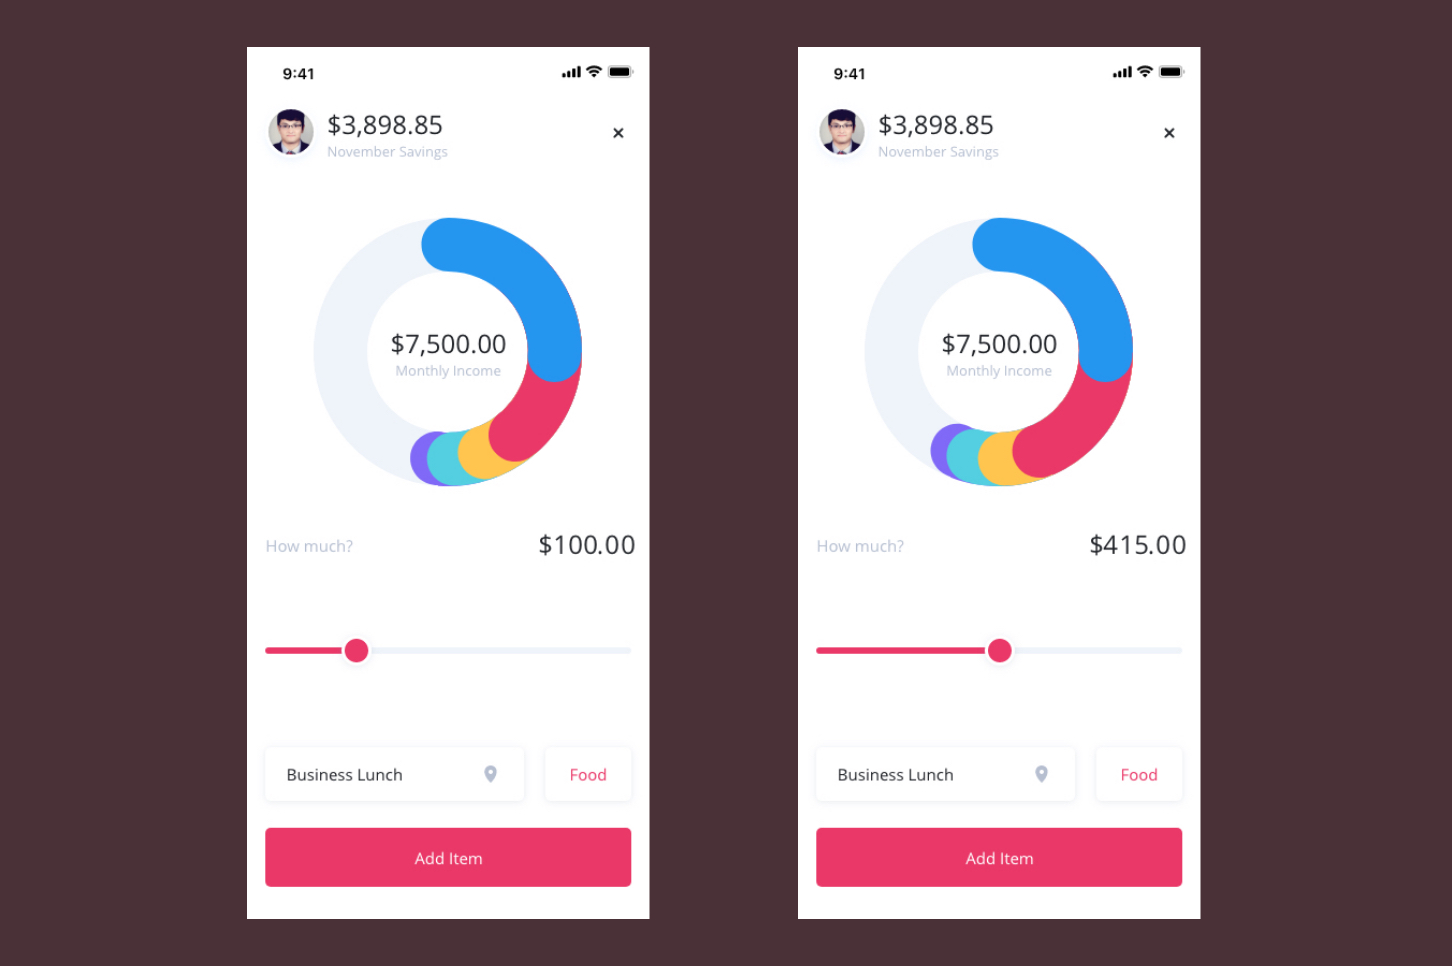 9:41
$3,898.85
November Savings
×
$7,500.00
Monthly Income
How much?
$100.00
Business Lunch
Food
Add Item
9:41
$3,898.85
November Savings
×
$7,500.00
Monthly Income
How much?
$415.00
Business Lunch
Food
Add Item